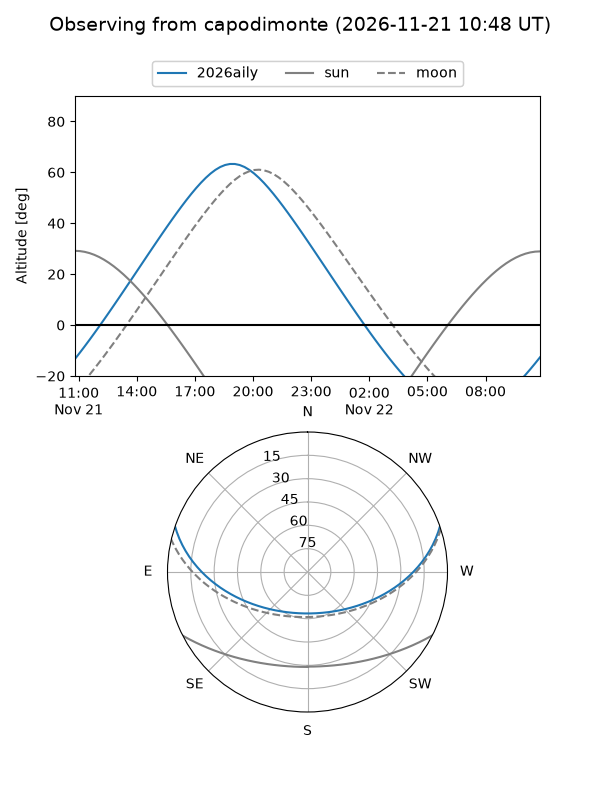 Observing from capodimonte (2026-11-21 10:48 UT)
2026aily sun moon
Altitude [deg]
80
60
40
20
0
−20
11:00 14:00 17:00 20:00 23:00 02:00 05:00 08:00
Nov 21 Nov 22
N
NE NW
15
30
45
60
75
E W
SE SW
S